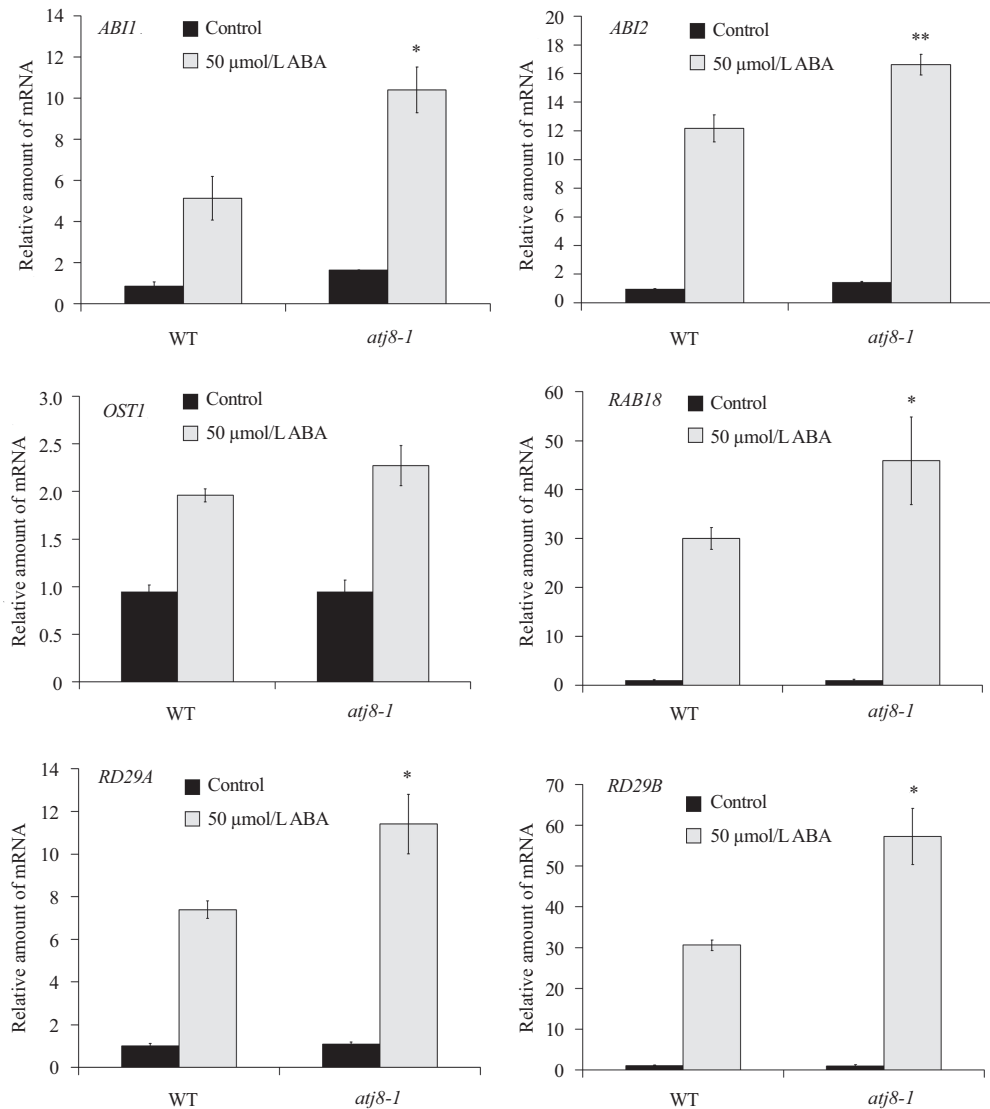 ABI1
Control
50 µmol/L ABA
*
Relative amount of mRNA
14
12
10
8
6
4
2
0
WT
atj8-1
ABI2
Control
50 µmol/L ABA
**
Relative amount of mRNA
20
18
16
14
12
10
8
6
4
2
0
WT
atj8-1
OST1
Control
50 µmol/L ABA
Relative amount of mRNA
3.0
2.5
2.0
1.5
1.0
0.5
0
WT
atj8-1
RAB18
Control
50 µmol/L ABA
*
Relative amount of mRNA
60
50
40
30
20
10
0
WT
atj8-1
RD29A
Control
50 µmol/L ABA
*
Relative amount of mRNA
14
12
10
8
6
4
2
0
WT
atj8-1
RD29B
Control
50 µmol/L ABA
*
Relative amount of mRNA
70
60
50
40
30
20
10
0
WT
atj8-1